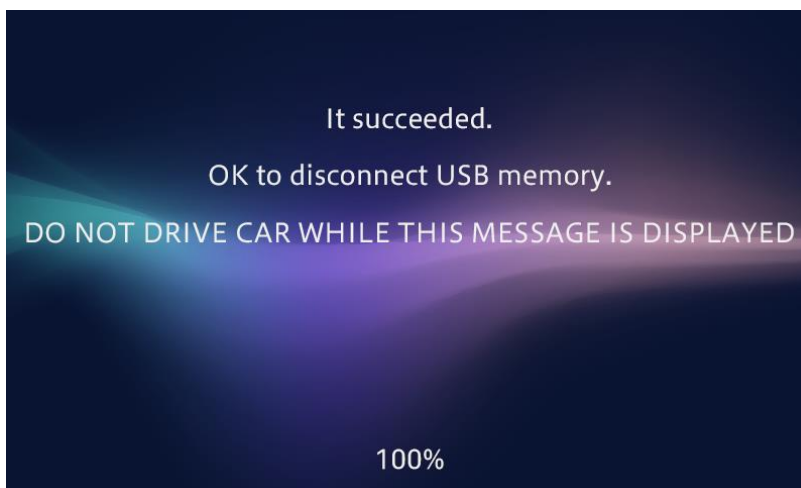 It succeeded.
OK to disconnect USB memory.
DO NOT DRIVE CAR WHILE THIS MESSAGE IS DISPLAYED
100%